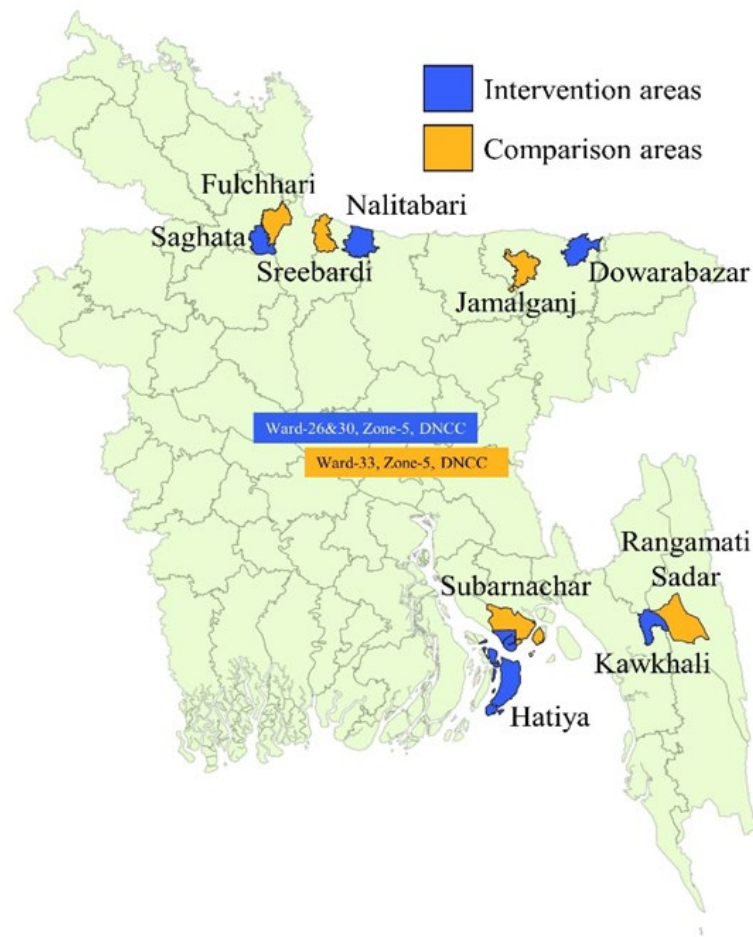 Intervention areas
Comparison areas
Fulchhari
Nalitabari
Saghata
Sreebardi
Dowarabazar
Jamalganj
Ward-26&30, Zone-5, DNCC
Ward-33, Zone-5, DNCC
Rangamati
Sadar
Subarnachar
Kawkhali
Hatiya